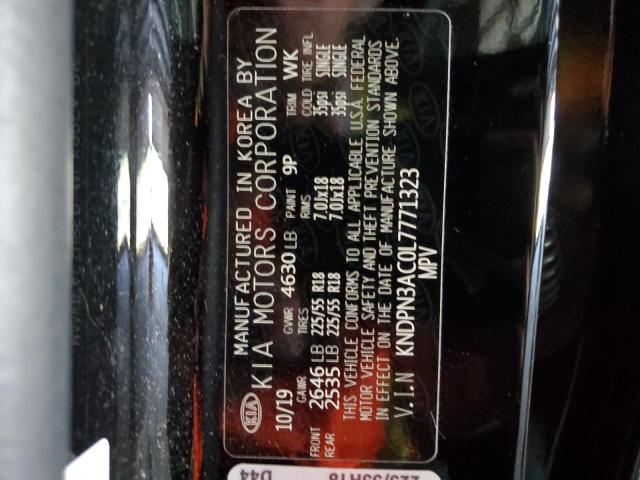 MANUFACTURED IN KOREA BY
KIA KIA MOTORS CORPORATION
10/19 GVWR 4630 LB PAINT 9P TRIM WK
GAWR TIRES RIMS COLD TIRE INFL
FRONT 2646 LB 225/55 R18 7.0Jx18 35psi SINGLE
REAR 2535 LB 225/55 R18 7.0Jx18 35psi SINGLE
THIS VEHICLE CONFORMS TO ALL APPLICABLE U.S.A. FEDERAL
MOTOR VEHICLE SAFETY AND THEFT PREVENTION STANDARDS
IN EFFECT ON THE DATE OF MANUFACTURE SHOWN ABOVE.
V.I.N KNDPN3AC0L7771323
MPV
D44